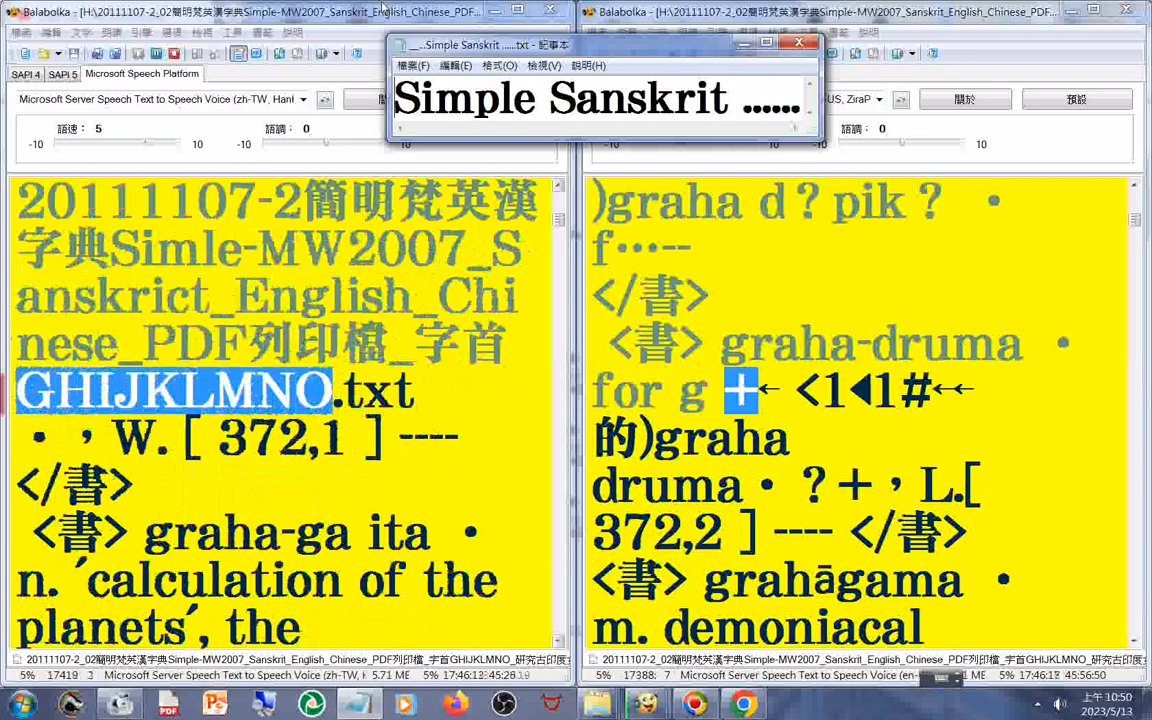 Balabolka - [H:\20111107-2_02簡明梵英漢字典Simple-MW2007_Sanskrit_English_Chinese_PDF...
Balabolka - [H:\20111107-2_02簡明梵英漢字典Simple-MW2007_Sanskrit_English_Chinese_PDF...
__...Simple Sanskrit ......txt - 記事本
檔案(F) 編輯(E) 格式(O) 檢視(V) 說明(H)
Simple Sanskrit ......
SAPI 4 SAPI 5 Microsoft Speech Platform
Microsoft Server Speech Text to Speech Voice (zh-TW, Han
US, ZiraP
關於
預設
語速: 5
語調: 0
-10 10 -10
語調: 0
10
20111107-2簡明梵英漢
字典Simle-MW2007_S
anskrict_English_Chi
nese_PDF列印檔_字首
GHIJKLMNO.txt
•,W. [ 372,1 ] ----
</書>
<書> graha-ga ita •
n. ′calculation of the
planets′, the
)graha d ? pik ? •
f…--
</書>
<書> graha-druma •
for g +← <1◀1#←←
的)graha
druma• ?+,L.[
372,2 ] ---- </書>
<書> grahāgama •
m. demoniacal
20111107-2_02簡明梵英漢字典Simple-MW2007_Sanskrit_English_Chinese_PDF列印檔_字首GHIJKLMNO_研究古印度
20111107-2_02簡明梵英漢字典Simple-MW2007_Sanskrit_English_Chinese_PDF列印檔_字首GHIJKLMNO_研究古印度
5% 17419 5.71 ME Microsoft Server Speech Text to Speech Voice (zh-TW, Han 5% 17:46:13
5% 17388: Microsoft Server Speech Text to Speech Voice 5% 17:46:1 45:56:50
上午 10:50
2023/5/13